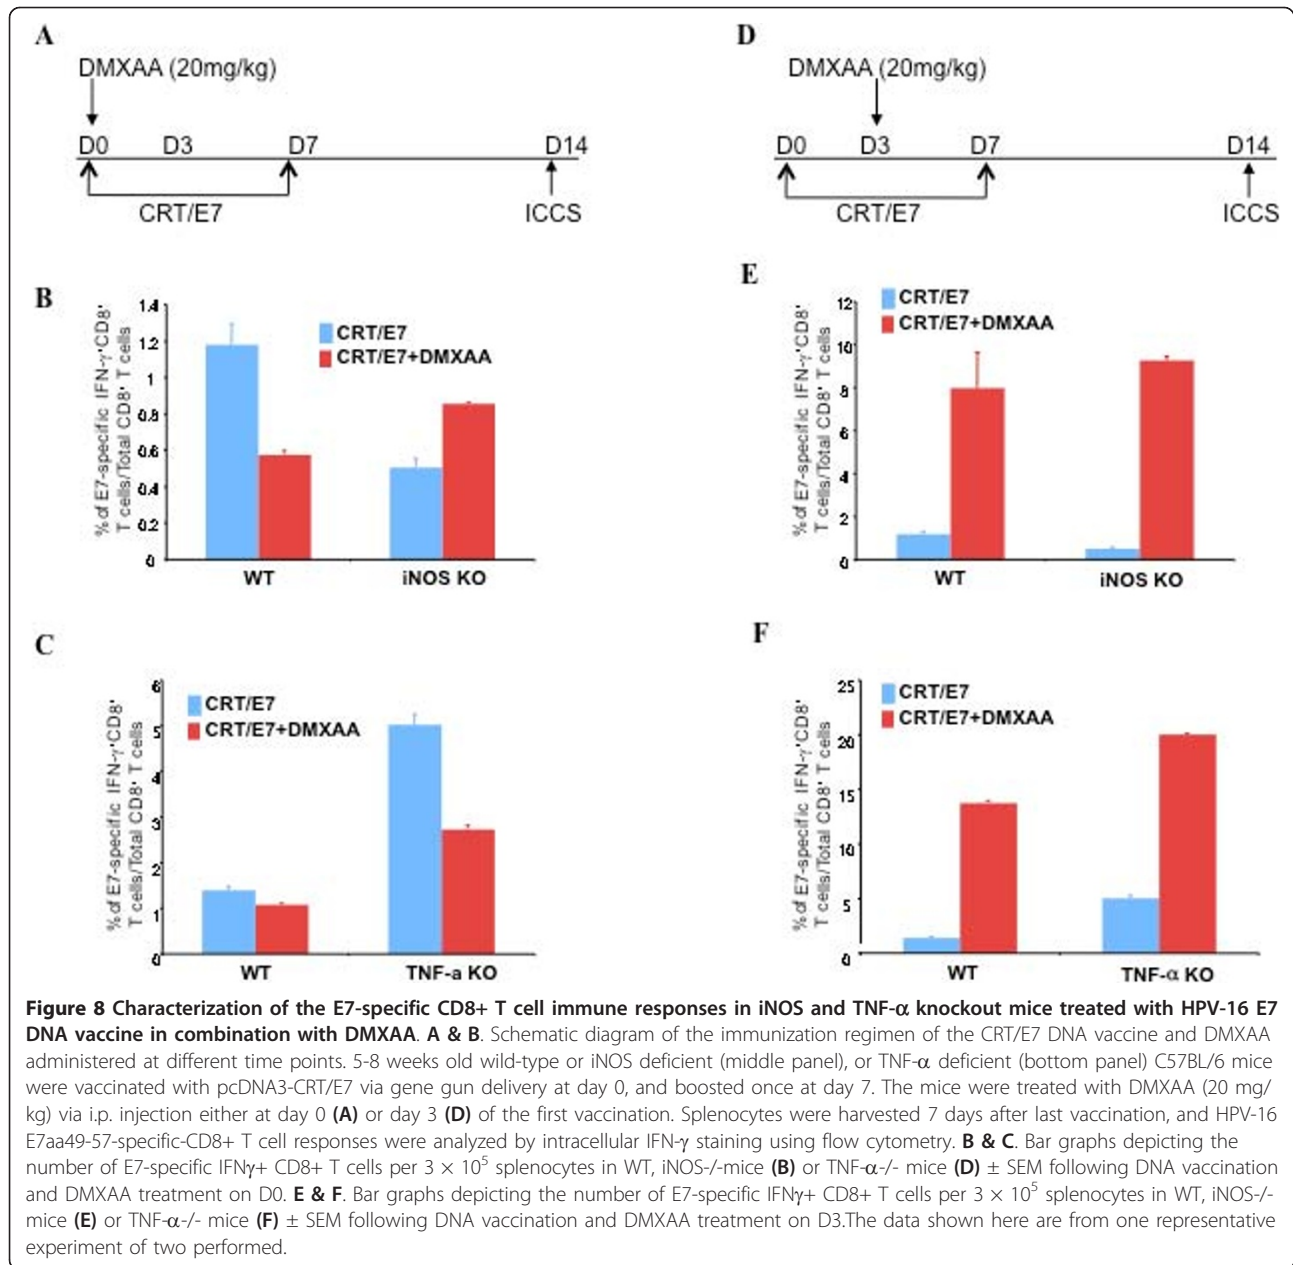 A
DMXAA (20mg/kg)
D0 D3 D7 D14
CRT/E7 ICCS
D
DMXAA (20mg/kg)
D0 D3 D7 D14
CRT/E7 ICCS
B
% of E7-specific IFN-γ⁺CD8⁺
T cells/Total CD8⁺ T cells
1.4
1.2
1
0.8
0.6
0.4
0.2
0
CRT/E7
CRT/E7+DMXAA
WT iNOS KO
E
% of E7-specific IFN-γ⁺CD8⁺
T cells/Total CD8⁺ T cells
12
10
8
6
4
2
0
CRT/E7
CRT/E7+DMXAA
WT iNOS KO
C
% of E7-specific IFN-γ⁺CD8⁺
T cells/Total CD8⁺ T cells
6
5
4
3
2
1
0
CRT/E7
CRT/E7+DMXAA
WT TNF-a KO
F
% of E7-specific IFN-γ⁺CD8⁺
T cells/Total CD8⁺ T cells
25
20
15
10
5
0
CRT/E7
CRT/E7+DMXAA
WT TNF-α KO
Figure 8 Characterization of the E7-specific CD8+ T cell immune responses in iNOS and TNF-α knockout mice treated with HPV-16 E7
DNA vaccine in combination with DMXAA. A & B. Schematic diagram of the immunization regimen of the CRT/E7 DNA vaccine and DMXAA
administered at different time points. 5-8 weeks old wild-type or iNOS deficient (middle panel), or TNF-α deficient (bottom panel) C57BL/6 mice
were vaccinated with pcDNA3-CRT/E7 via gene gun delivery at day 0, and boosted once at day 7. The mice were treated with DMXAA (20 mg/
kg) via i.p. injection either at day 0 (A) or day 3 (D) of the first vaccination. Splenocytes were harvested 7 days after last vaccination, and HPV-16
E7aa49-57-specific-CD8+ T cell responses were analyzed by intracellular IFN-γ staining using flow cytometry. B & C. Bar graphs depicting the
number of E7-specific IFNγ+ CD8+ T cells per 3 × 10⁵ splenocytes in WT, iNOS-/-mice (B) or TNF-α-/- mice (D) ± SEM following DNA vaccination
and DMXAA treatment on D0. E & F. Bar graphs depicting the number of E7-specific IFNγ+ CD8+ T cells per 3 × 10⁵ splenocytes in WT, iNOS-/-
mice (E) or TNF-α-/- mice (F) ± SEM following DNA vaccination and DMXAA treatment on D3.The data shown here are from one representative
experiment of two performed.